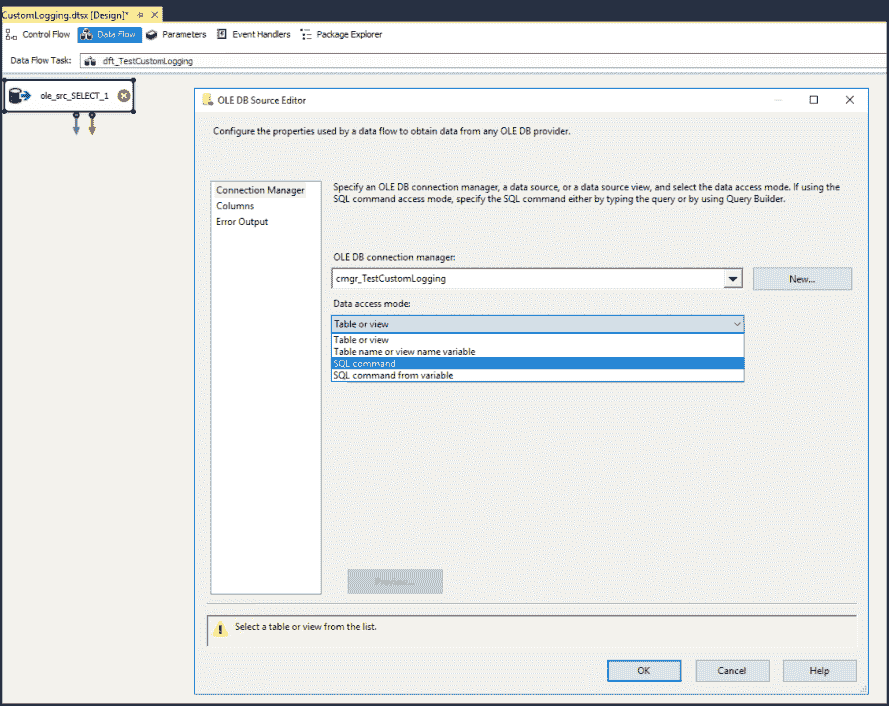 CustomLogging.dtsx [Design]*
Control Flow
Data Flow
Parameters
Event Handlers
Package Explorer
Data Flow Task:
dft_TestCustomLogging
ole_src_SELECT_1
OLE DB Source Editor
Configure the properties used by a data flow to obtain data from any OLE DB provider.
Connection Manager
Columns
Error Output
Specify an OLE DB connection manager, a data source, or a data source view, and select the data access mode. If using the
SQL command access mode, specify the SQL command either by typing the query or by using Query Builder.
OLE DB connection manager:
cmgr_TestCustomLogging
New...
Data access mode:
Table or view
Table or view
Table name or view name variable
SQL command
SQL command from variable
Preview...
Select a table or view from the list.
OK
Cancel
Help